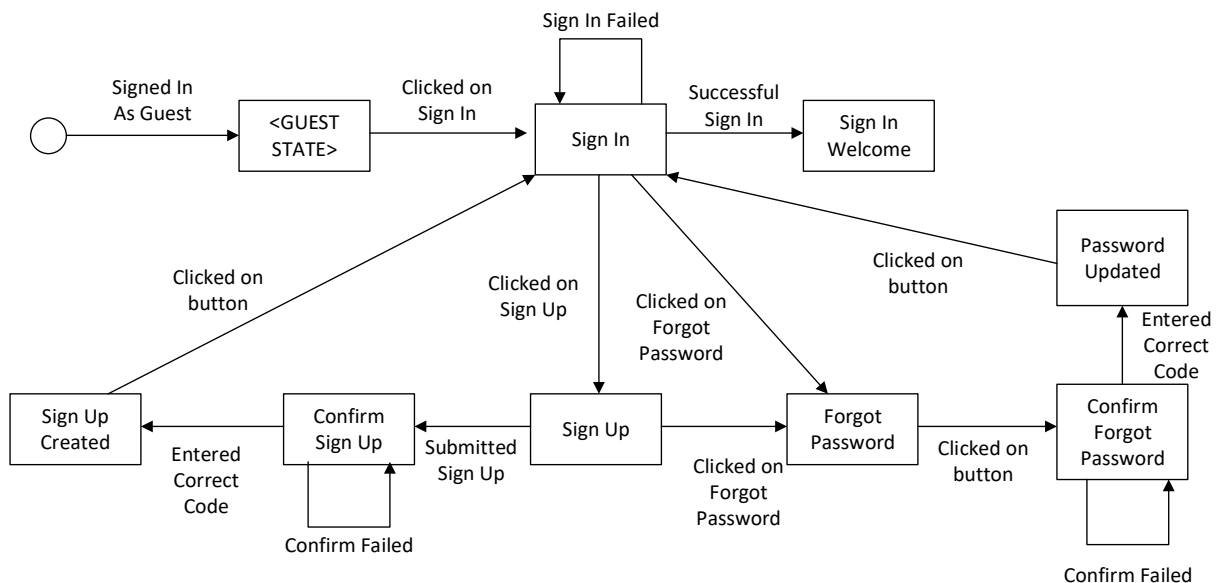 Sign In Failed
Signed In
As Guest
<GUEST
STATE>
Clicked on
Sign In
Sign In
Successful
Sign In
Sign In
Welcome
Clicked on
button
Clicked on
Sign Up
Clicked on
Forgot
Password
Clicked on
button
Password
Updated
Entered
Correct
Code
Sign Up
Created
Entered
Correct
Code
Confirm
Sign Up
Confirm Failed
Submitted
Sign Up
Sign Up
Clicked on
Forgot
Password
Forgot
Password
Clicked on
button
Confirm
Forgot
Password
Confirm Failed